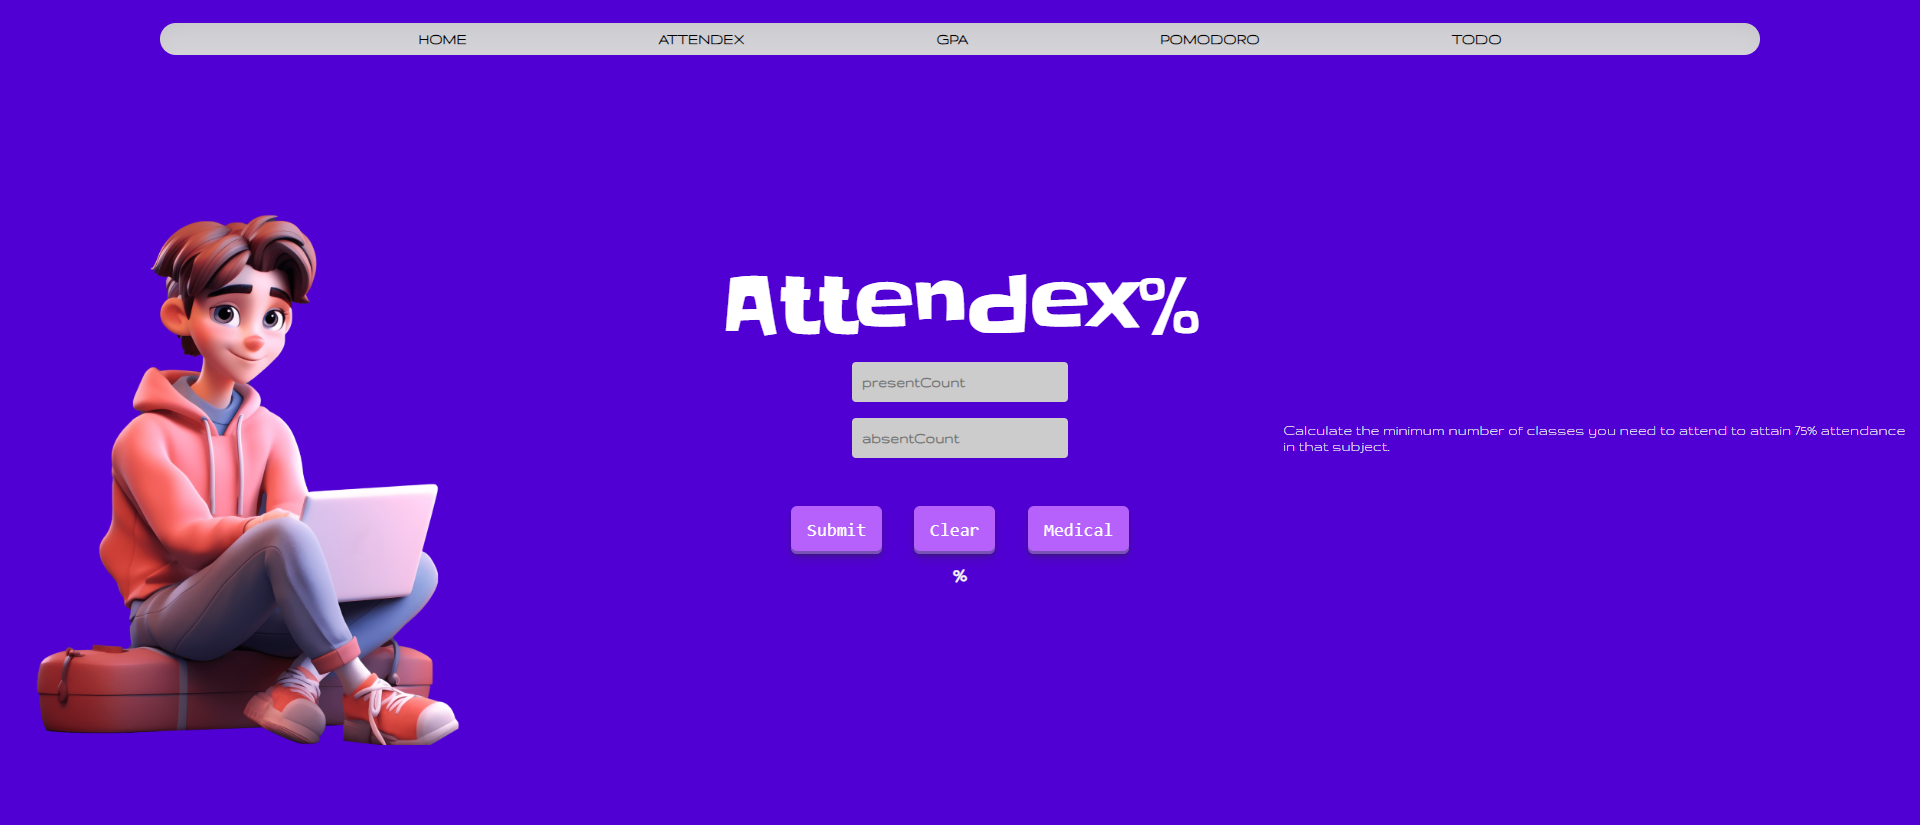 HOME ATTENDEX GPA POMODORO TODO
Attendex%
presentCount
absentCount
Calculate the minimum number of classes you need to attend to attain 75% attendance
in that subject.
Submit Clear Medical
%